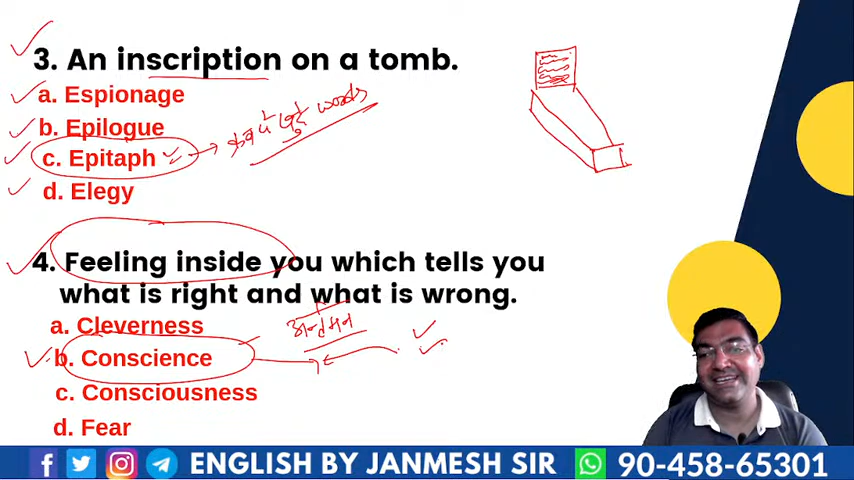 3. An inscription on a tomb.
a. Espionage
b. Epilogue
c. Epitaph
words
d. Elegy
4. Feeling inside you which tells you
what is right and what is wrong.
a. Cleverness
b. Conscience
c. Consciousness
d. Fear
ENGLISH BY JANMESH SIR 90-458-65301